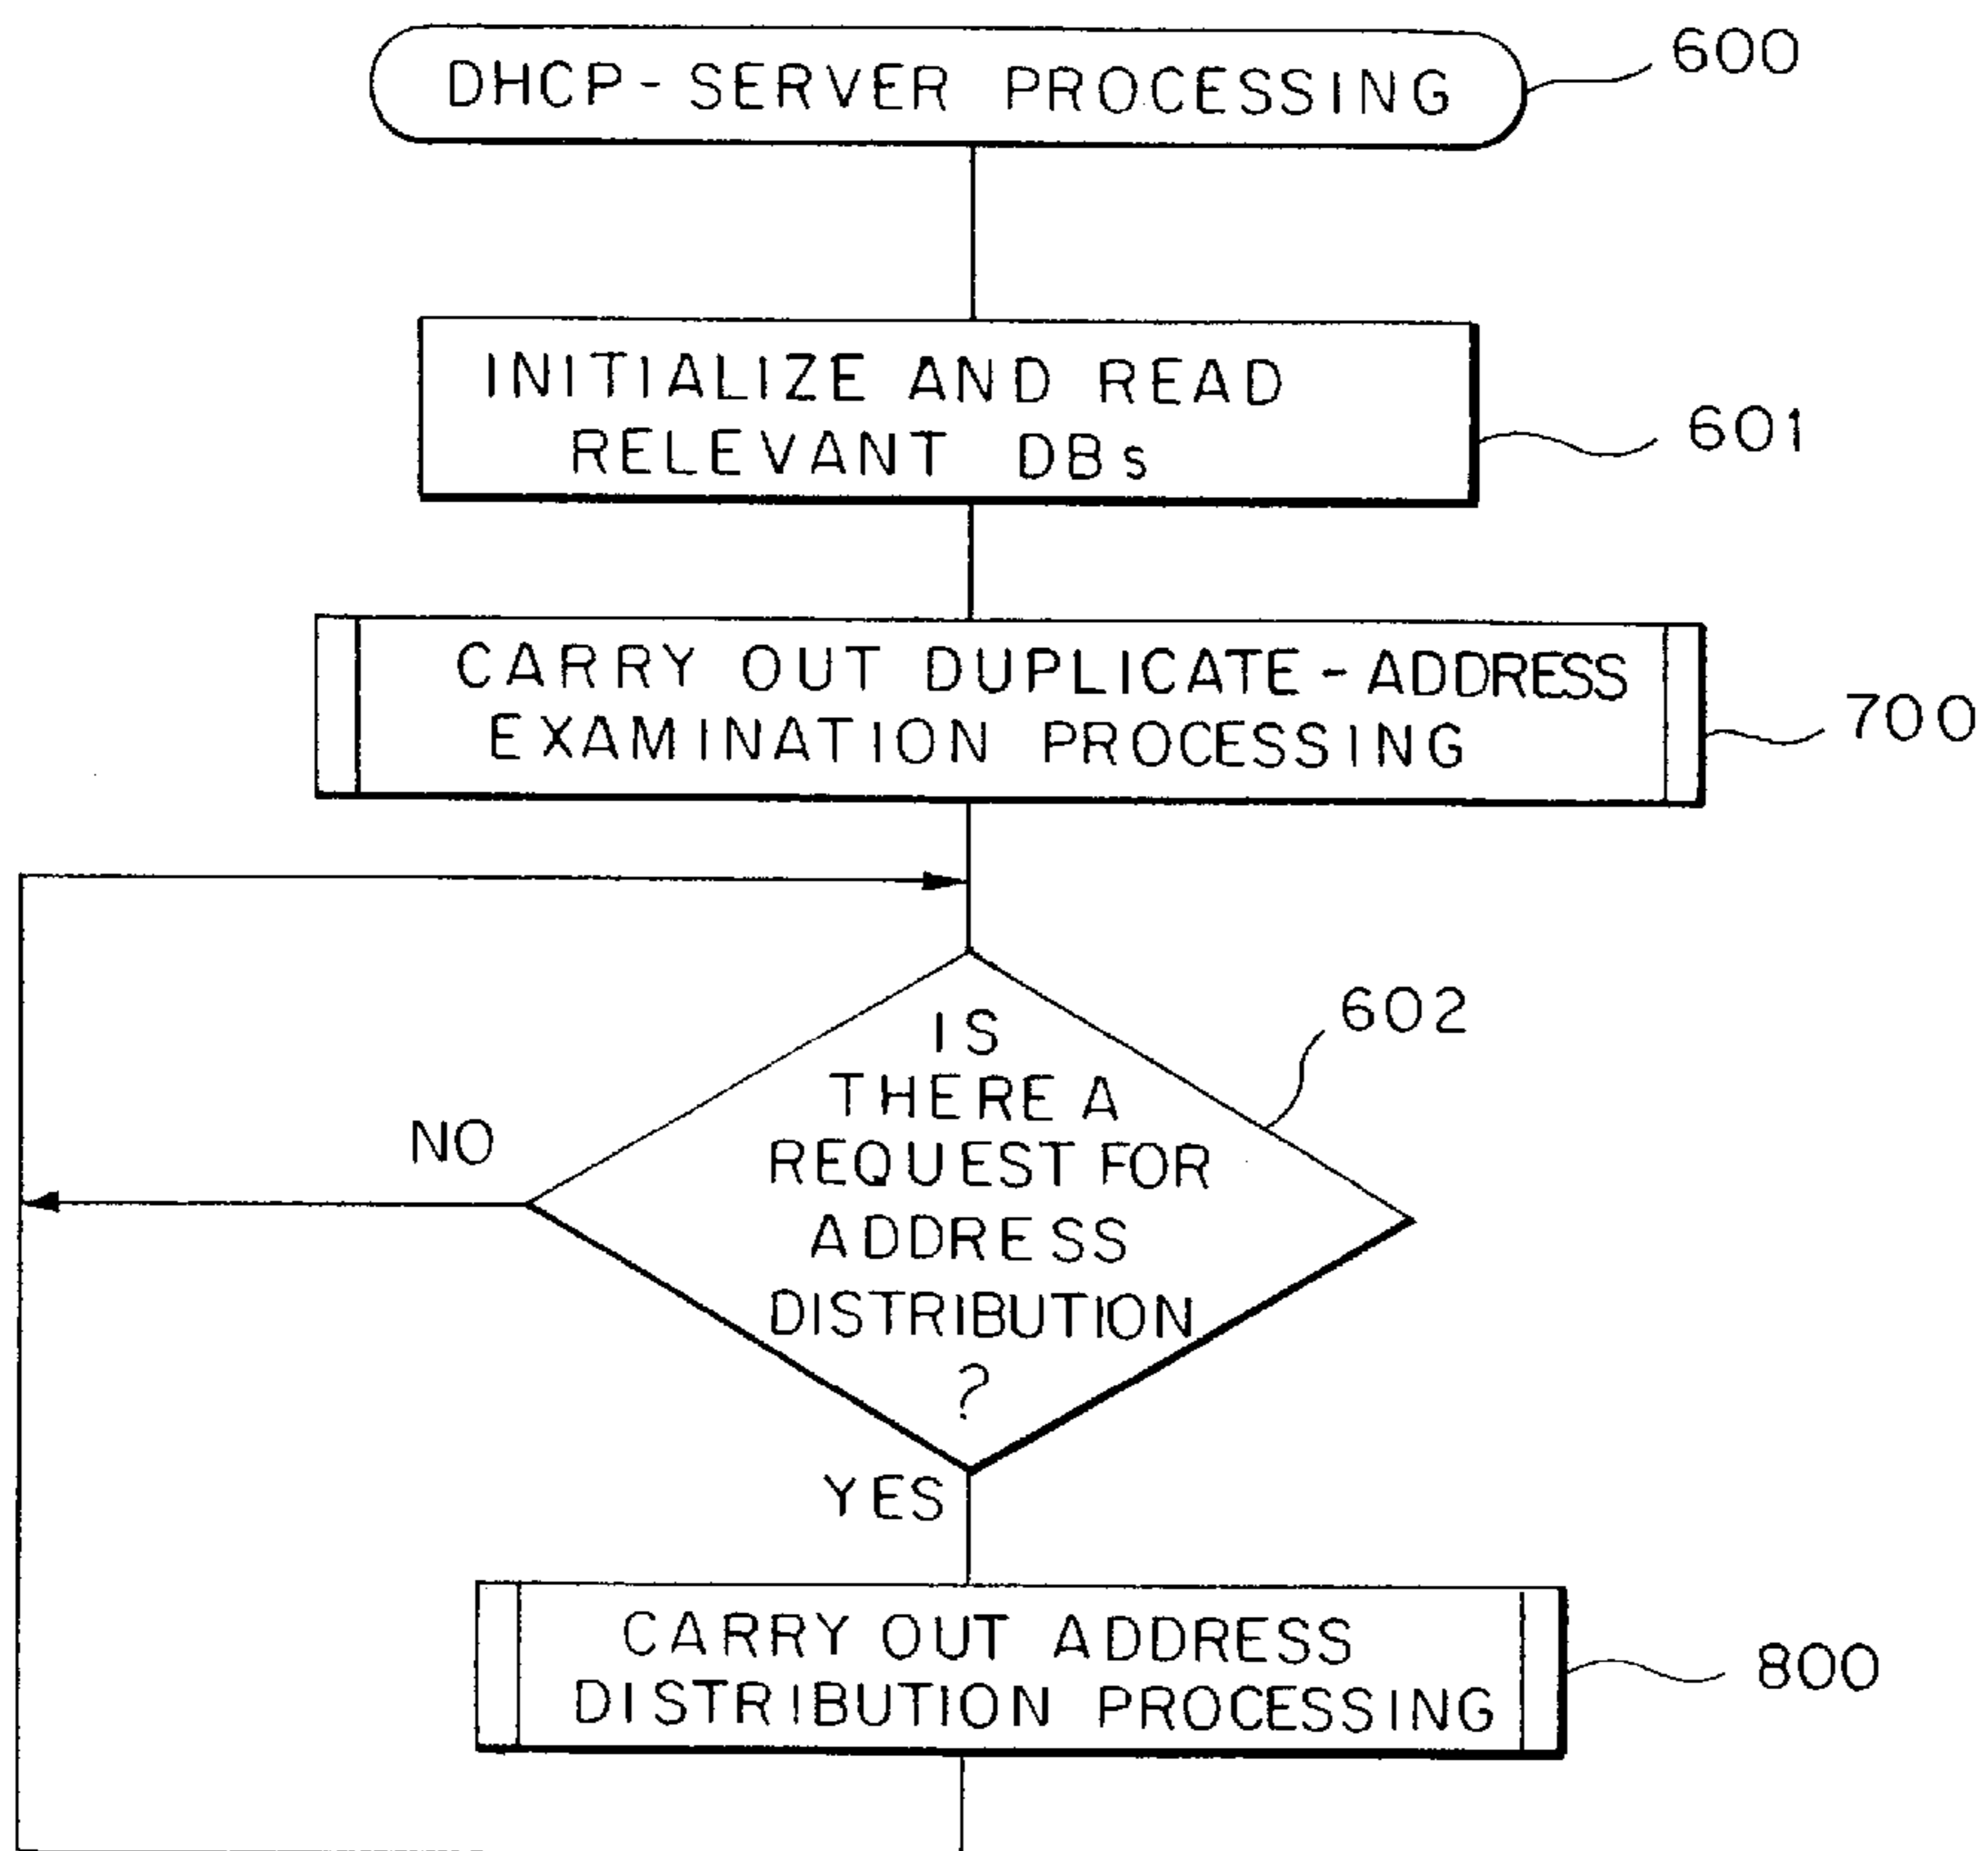 DHCP-SERVER PROCESSING
600
INITIALIZE AND READ
RELEVANT DBs
601
CARRY OUT DUPLICATE-ADDRESS
EXAMINATION PROCESSING
700
IS
THERE A
REQUEST FOR
ADDRESS
DISTRIBUTION
?
602
NO
YES
CARRY OUT ADDRESS
DISTRIBUTION PROCESSING
800